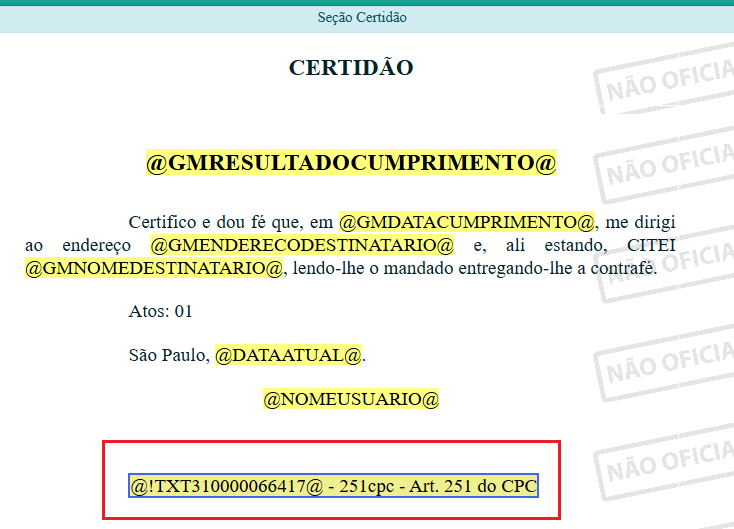 Seção Certidão
CERTIDÃO
NÃO OFICIA
@GMRESULTADOCUMPRIMENTO@
NÃO OFICIA
Certifico e dou fé que, em @GMDATACUMPRIMENTO@, me dirigi
ao endereço @GMENDERECODESTINATARIO@ e, ali estando, CITEI
@GMNOMEDESTINATARIO@, lendo-lhe o mandado entregando-lhe a contrafé.
NÃO OFICIA
Atos: 01
São Paulo, @DATAATUAL@.
NÃO OFICIA
@NOMEUSUARIO@
NÃO OFICIA
@!TXT310000066417@ - 251cpc - Art. 251 do CPC